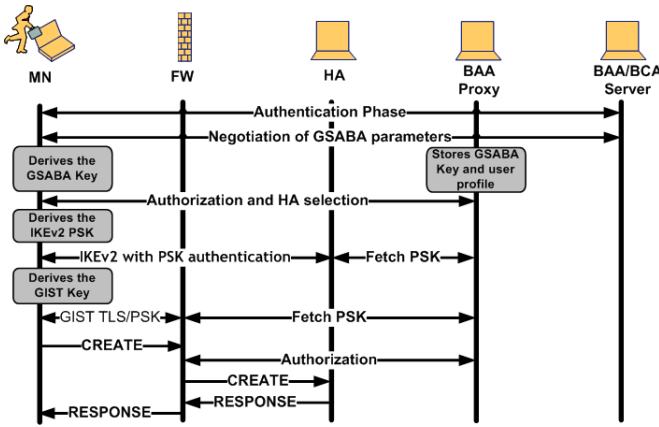 MN
FW
HA
BAA
Proxy
BAA/BCA
Server
Authentication Phase
Negotiation of GSABA parameters
Derives the
GSABA Key
Stores GSABA
Key and user
profile
Authorization and HA selection
Derives the
IKEv2 PSK
IKEv2 with PSK authentication
Fetch PSK
Derives the
GIST Key
GIST TLS/PSK
Fetch PSK
CREATE
Authorization
CREATE
RESPONSE
RESPONSE